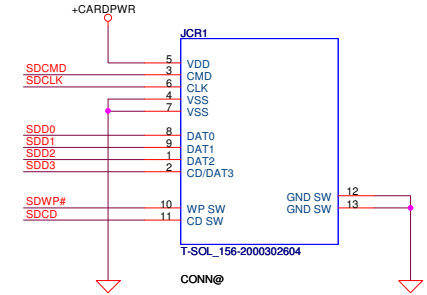 +CARDPWR
JCR1
5 VDD
SDCMD 3 CMD
SDCLK 6 CLK
4 VSS
7 VSS
SDD0 8 DAT0
SDD1 9 DAT1
SDD2 1 DAT2
SDD3 2 CD/DAT3
GND SW 12
GND SW 13
SDWP# 10 WP SW
SDCD 11 CD SW
T-SOL_156-2000302604
CONN@